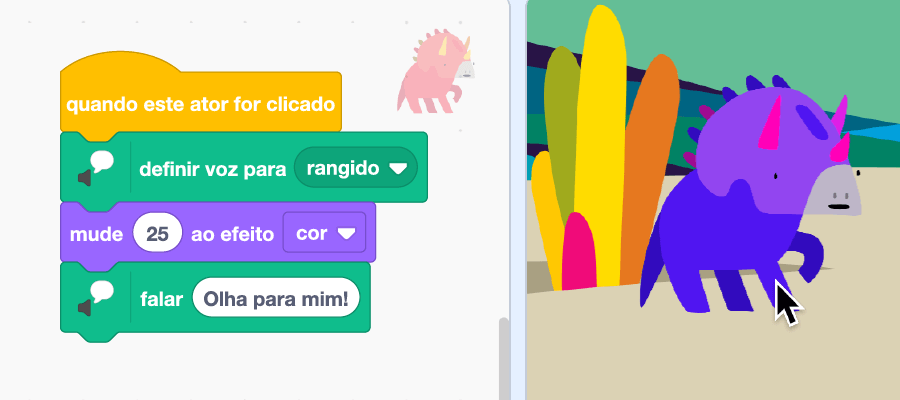 quando este ator for clicado
definir voz para rangido
mude 25 ao efeito cor
falar Olha para mim!